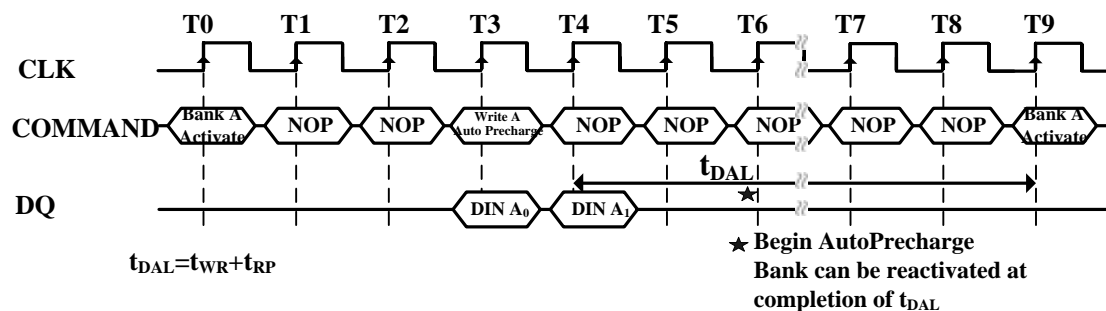 T0 T1 T2 T3 T4 T5 T6 T7 T8 T9
CLK
COMMAND
Bank A Activate
NOP
NOP
Write A Auto Precharge
NOP
NOP
NOP
NOP
NOP
Bank A Activate
tDAL
DQ
DIN A0
DIN A1
★ Begin AutoPrecharge
Bank can be reactivated at
completion of tDAL
tDAL=tWR+tRP